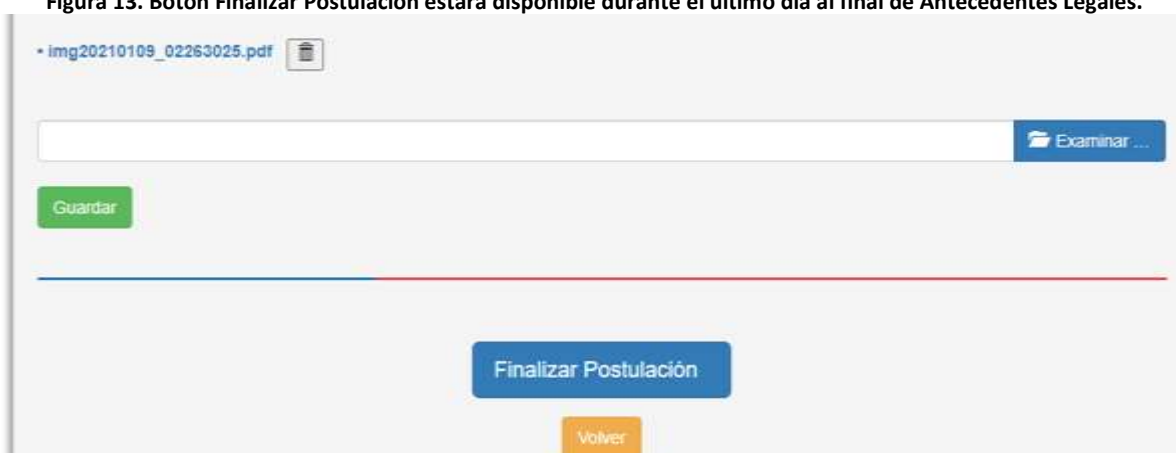 Figura 13. Botón Finalizar Postulación estará disponible durante el último día al final de Antecedentes Legales.
• img20210109_02263025.pdf
Examinar ...
Guardar
Finalizar Postulación
Volver